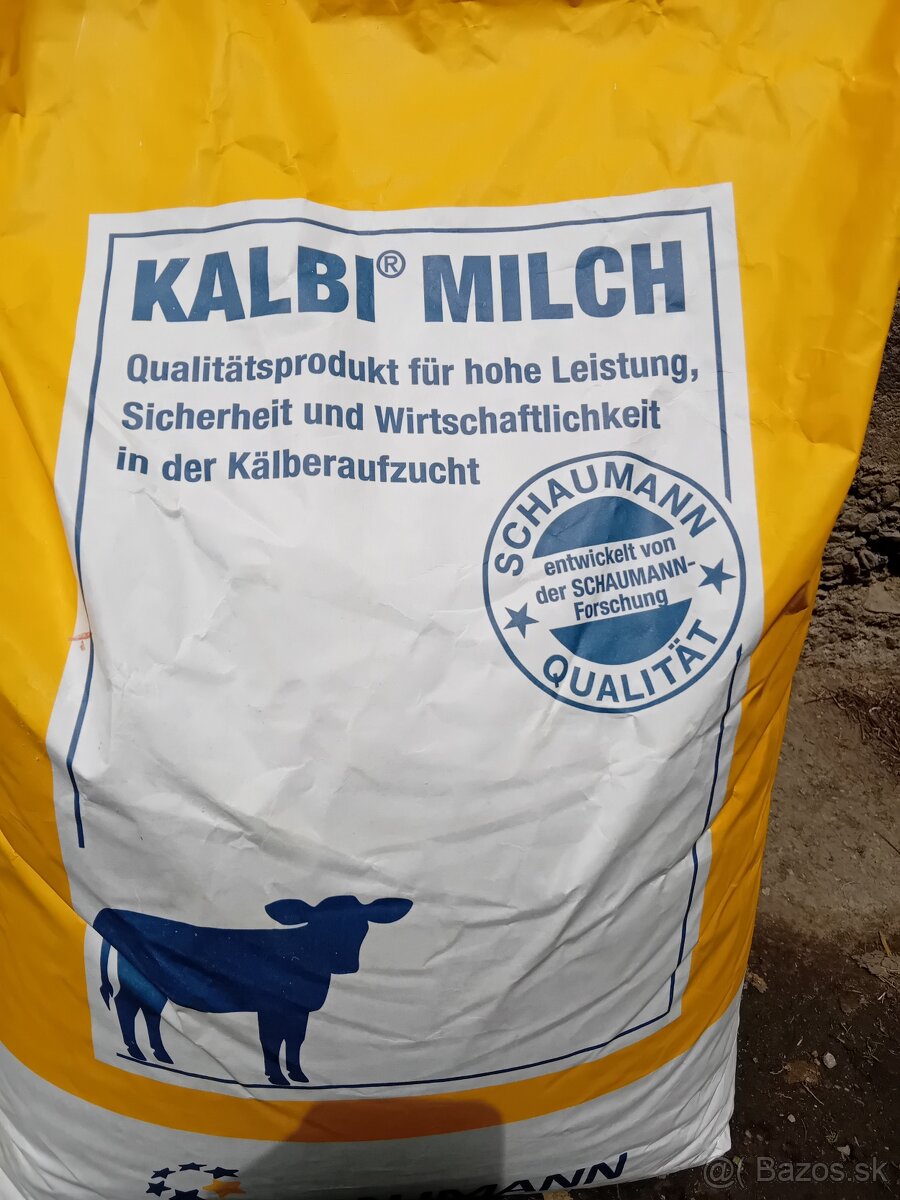 KALBI® MILCH
Qualitätsprodukt für hohe Leistung,
Sicherheit und Wirtschaftlichkeit
in der Kälberaufzucht
SCHAUMANN
entwickelt von
der SCHAUMANN-
Forschung
QUALITÄT
AUMANN
@ Bazos.sk